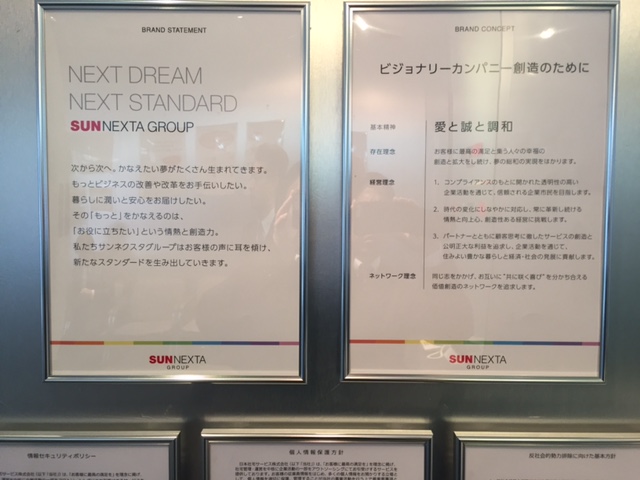 BRAND STATEMENT
NEXT DREAM
NEXT STANDARD
SUNNEXTA GROUP
次から次へ。かなえたい夢がたくさん生まれてきます。
もっとビジネスの改善や改革をお手伝いしたい。
暮らしに潤いと安心をお届けしたい。
その「もっと」をかなえるのは、
「お役に立ちたい」という情熱と創造力。
私たちサンネクスタグループはお客様の声に耳を傾け、
新たなスタンダードを生み出していきます。
SUNNEXTA
GROUP
BRAND CONCEPT
ビジョナリーカンパニー創造のために
基本精神 愛と誠と調和
存在理念 お客様に最高の満足と集う人々の幸福の
創造と拡大をし続け、夢の総和の実現をはかります。
経営理念 1. コンプライアンスのもとに開かれた透明性の高い
企業活動を通じて、信頼される企業市民を目指します。
2. 時代の変化にしなやかに対応し、常に革新し続ける
情熱と向上心、創造性ある経営に挑戦します。
3. パートナーとともに顧客思考に徹したサービスの創造と
公明正大な利益を追求し、企業活動を通じて、
住みよい豊かな暮らしと経済・社会の発展に貢献します。
ネットワーク理念 同じ志をかかげ、お互いに“共に咲く喜び”を分かち合える
価値創造のネットワークを追求します。
SUNNEXTA
GROUP
情報セキュリティポリシー
個人情報保護方針
反社会的勢力排除に向けた基本方針